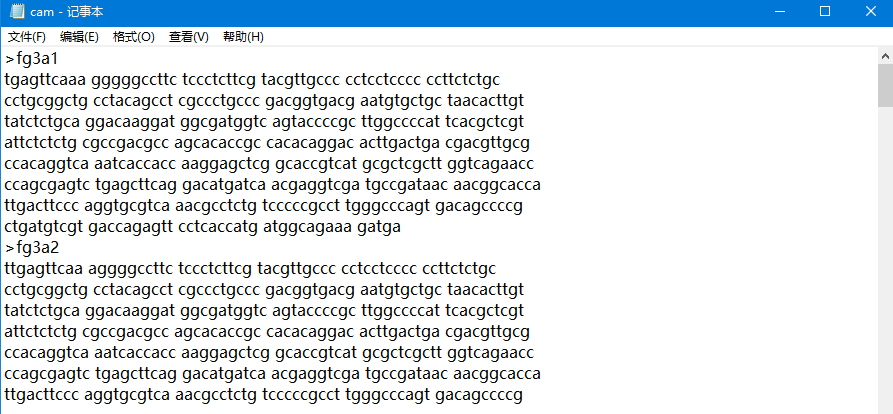 cam - 记事本
文件(F) 编辑(E) 格式(O) 查看(V) 帮助(H)
>fg3a1
tgagttcaaa gggggccttc tccctcttcg tacgttgccc cctcctcccc ccttctctgc
cctgcggctg cctacagcct cgccctgccc gacggtgacg aatgtgctgc taacacttgt
tatctctgca ggacaaggat ggcgatggtc agtaccccgc ttggccccat tcacgctcgt
attctctctg cgccgacgcc agcacaccgc cacacaggac acttgactga cgacgttgcg
ccacaggtca aatcaccacc aaggagctcg gcaccgtcat gcgctcgctt ggtcagaacc
ccagcgagtc tgagcttcag gacatgatca acgaggtcga tgccgataac aacggcacca
ttgacttccc aggtgcgtca aacgcctctg tcccccgcct tgggcccagt gacagccccg
ctgatgtcgt gaccagagtt cctcaccatg atggcagaaa gatga
>fg3a2
ttgagttcaa aggggccttc tccctcttcg tacgttgccc cctcctcccc ccttctctgc
cctgcggctg cctacagcct cgccctgccc gacggtgacg aatgtgctgc taacacttgt
tatctctgca ggacaaggat ggcgatggtc agtaccccgc ttggccccat tcacgctcgt
attctctctg cgccgacgcc agcacaccgc cacacaggac acttgactga cgacgttgcg
ccacaggtca aatcaccacc aaggagctcg gcaccgtcat gcgctcgctt ggtcagaacc
ccagcgagtc tgagcttcag gacatgatca acgaggtcga tgccgataac aacggcacca
ttgacttccc aggtgcgtca aacgcctctg tcccccgcct tgggcccagt gacagccccg